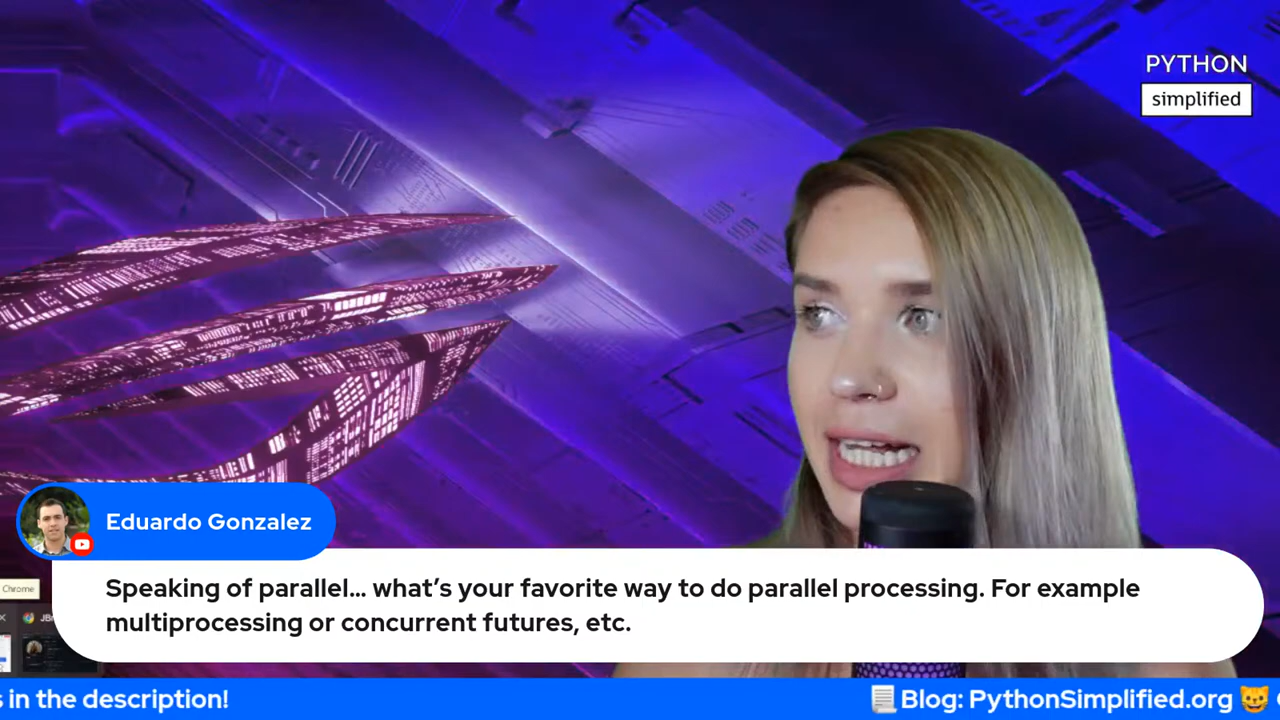 PYTHON
simplified
Eduardo Gonzalez
Speaking of parallel... what's your favorite way to do parallel processing. For example
multiprocessing or concurrent futures, etc.
Chrome
s in the description!
Blog: PythonSimplified.org